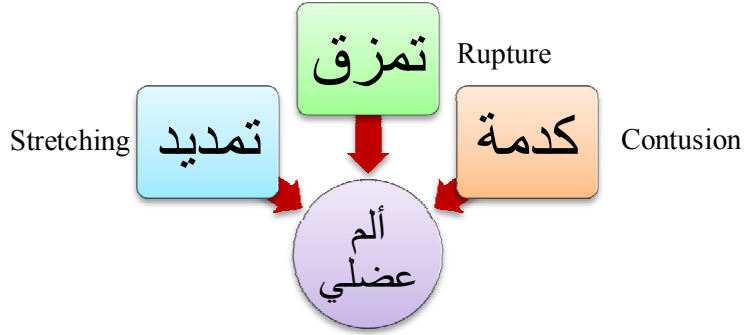 تمزق
Rupture
Stretching
تمديد
كدمة
Contusion
ألم
عضلي